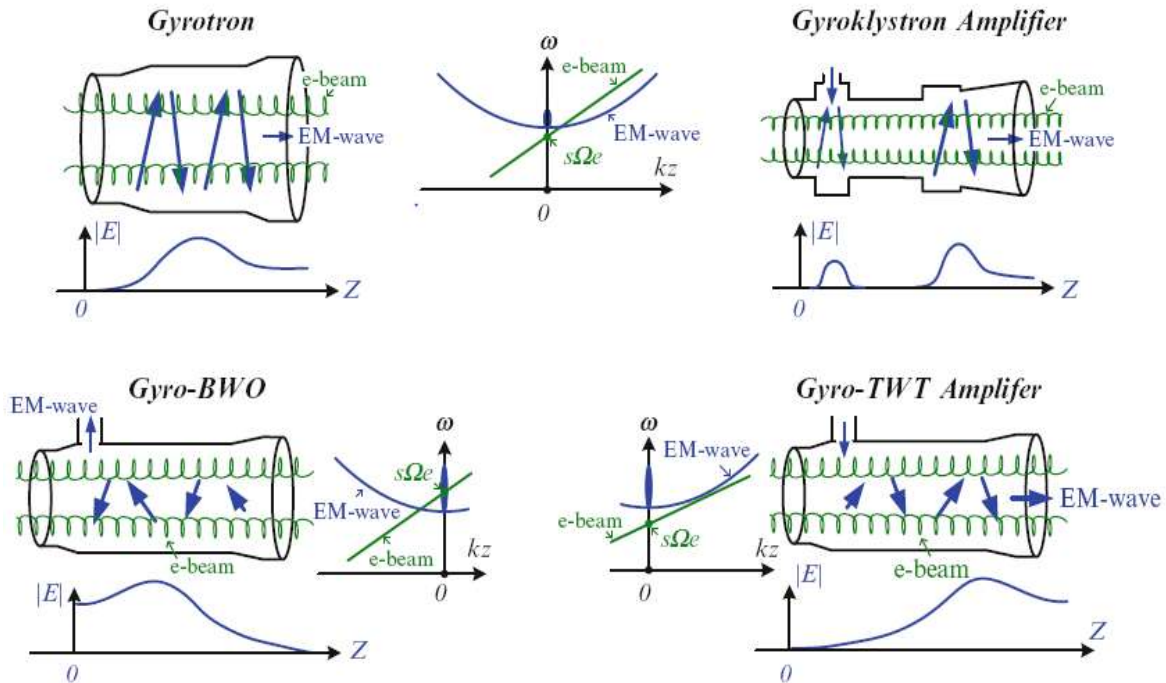 Gyrotron
e-beam
EM-wave
|E|
Z
0
ω
e-beam
EM-wave
sΩe
kz
0
Gyroklystron Amplifier
e-beam
EM-wave
|E|
Z
0
Gyro-BWO
EM-wave
e-beam
|E|
Z
0
ω
sΩe
EM-wave
e-beam
kz
0
Gyro-TWT Amplifer
ω
EM-wave
e-beam
sΩe
kz
0
EM-wave
e-beam
|E|
Z
0